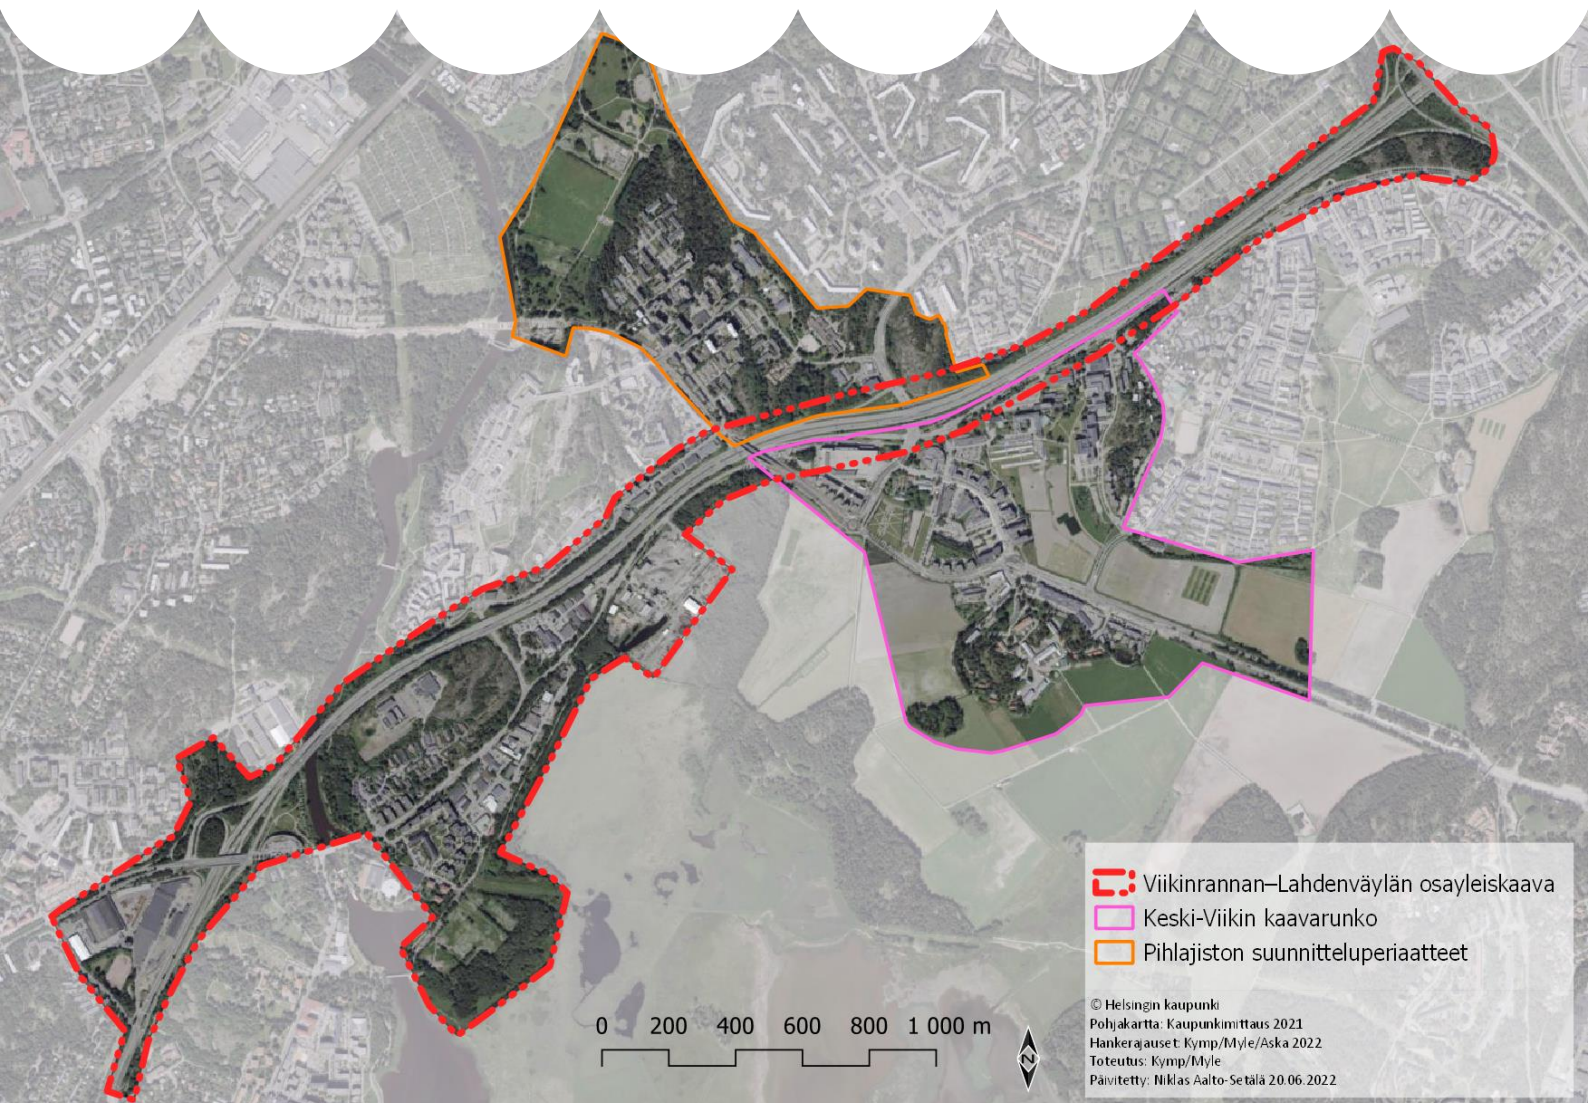 Viikinrannan–Lahdenväylän osayleiskaava
Keski-Viikin kaavarunko
Pihlajiston suunnitteluperiaatteet
© Helsingin kaupunki
Pohjakartta: Kaupunkimittaus 2021
Hankerajaukset: Kymp/Myle/Aska 2022
Toteutus: Kymp/Myle
Päivitetty: Niklas Aalto-Setälä 20.06.2022
0 200 400 600 800 1 000 m
N